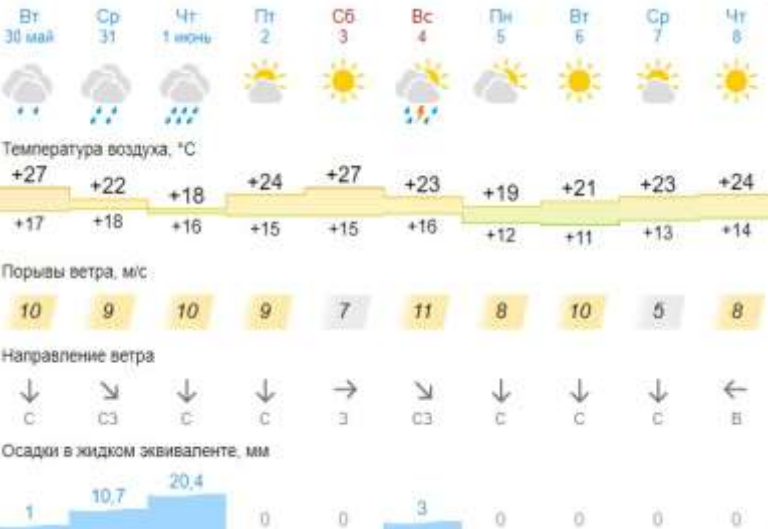 Вт Ср Чт Пт Сб Вс Пн Вт Ср Чт
30 май 31 1 июнь 2 3 4 5 6 7 8
Температура воздуха, °C
+27 +22 +18 +24 +27 +23 +19 +21 +23 +24
+17 +18 +16 +15 +15 +16 +12 +11 +13 +14
Порывы ветра, м/с
10 9 10 9 7 11 8 10 5 8
Направление ветра
С СЗ С С З СЗ С С С В
Осадки в жидком эквиваленте, мм
1 10,7 20,4 0 0 3 0 0 0 0